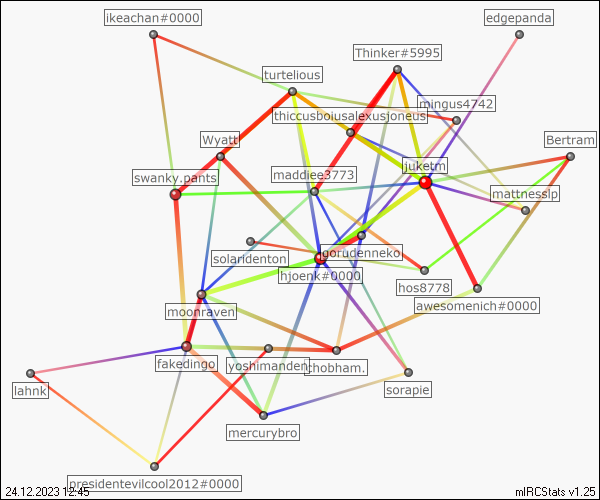 ikeachan#0000
edgepanda
Thinker#5995
turtelious
mingus4742
thiccusboiusalexusjoneus
Wyatt
Bertram
juketm
maddiee3773
swanky.pants
mattnesslp
gorudenneko
solaridenton
hjoenk#0000
hos8778
awesomenich#0000
moonraven
fakedingo
yoshimanden
chobham.
lahnk
sorapie
mercurybro
presidentevilcool2012#0000
24.12.2023 12:45
mIRCStats v1.25